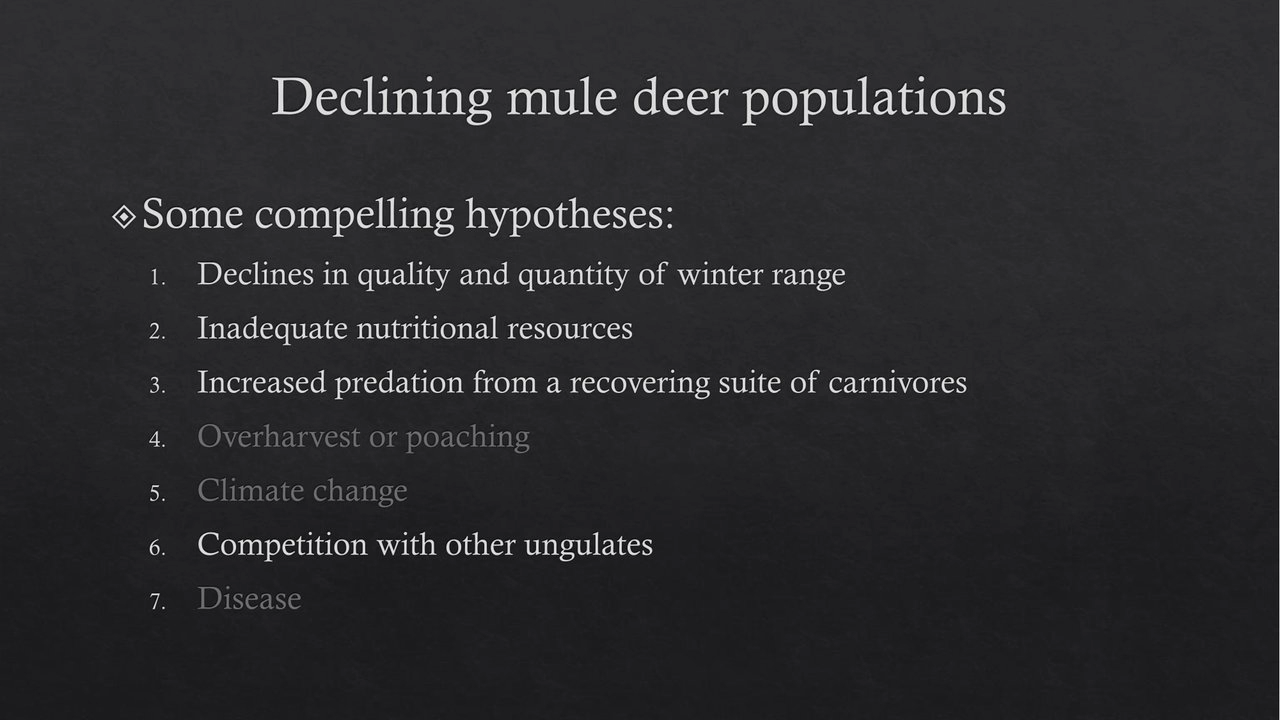 Declining mule deer populations
Some compelling hypotheses:
1. Declines in quality and quantity of winter range
2. Inadequate nutritional resources
3. Increased predation from a recovering suite of carnivores
4. Overharvest or poaching
5. Climate change
6. Competition with other ungulates
7. Disease